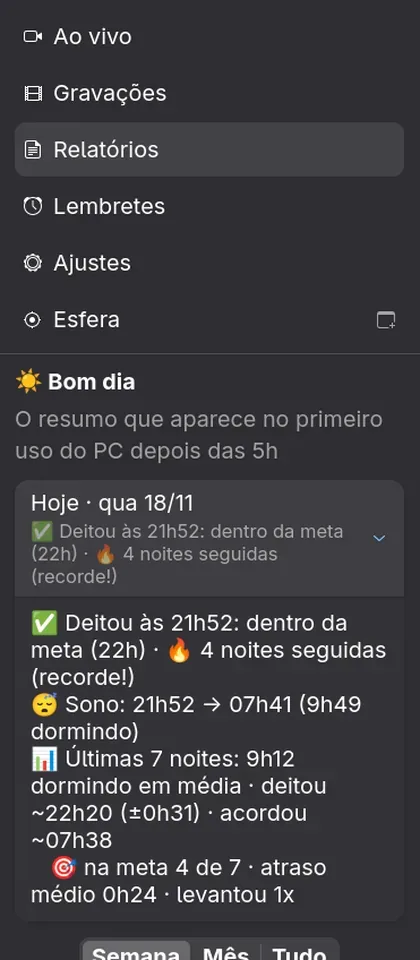 Ao vivo
Gravações
Relatórios
Lembretes
Ajustes
Esfera
☀️ Bom dia
O resumo que aparece no primeiro
uso do PC depois das 5h
Hoje · qua 18/11
✅ Deitou às 21h52: dentro da meta
(22h) · 🔥 4 noites seguidas
(recorde!)
✅ Deitou às 21h52: dentro da
meta (22h) · 🔥 4 noites seguidas
(recorde!)
😴 Sono: 21h52 → 07h41 (9h49
dormindo)
📊 Últimas 7 noites: 9h12
dormindo em média · deitou
~22h20 (±0h31) · acordou
~07h38
🎯 na meta 4 de 7 · atraso
médio 0h24 · levantou 1x
Semana Mês Tudo